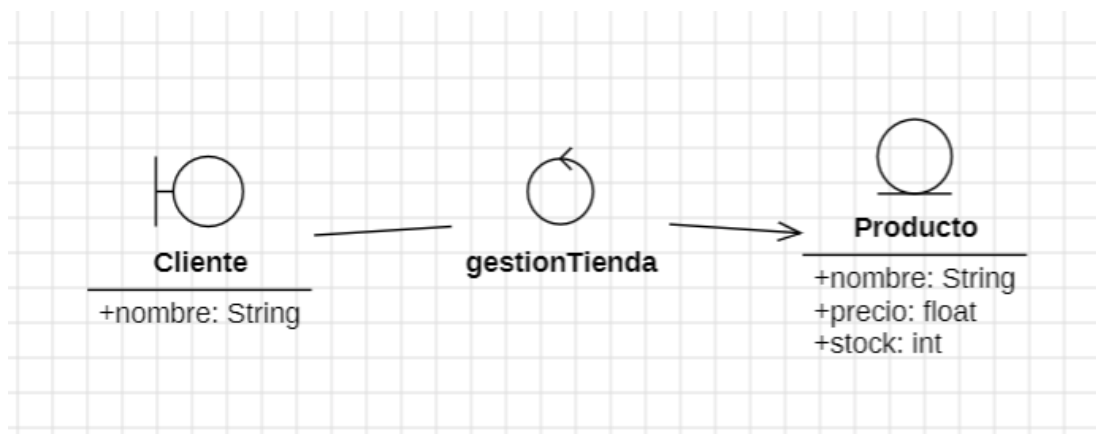 Cliente
+nombre: String
gestionTienda
Producto
+nombre: String
+precio: float
+stock: int